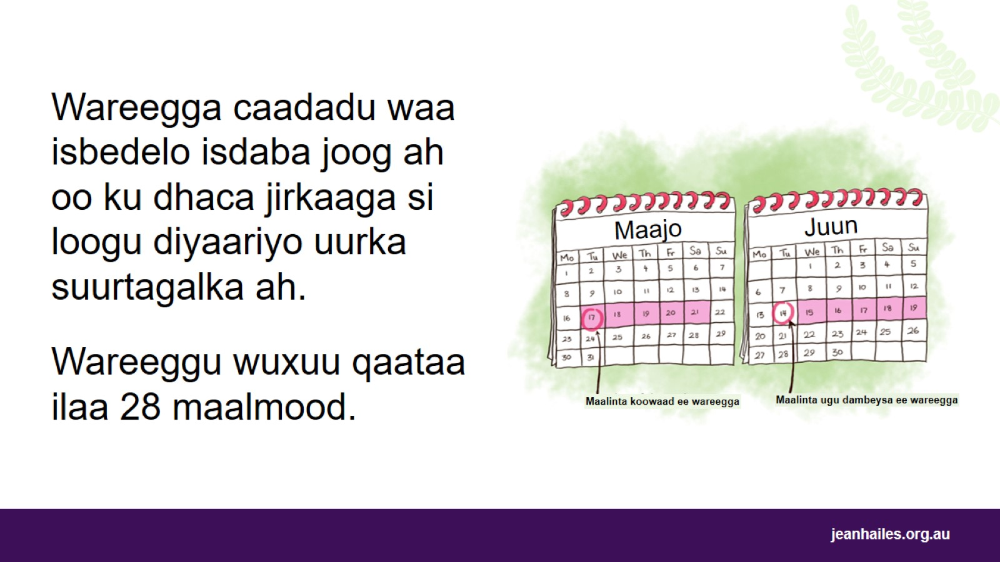 Wareegga caadadu waa
isbedelo isdaba joog ah
oo ku dhaca jirkaaga si
loogu diyaariyo uurka
suurtagalka ah.
Wareeggu wuxuu qaataa
ilaa 28 maalmood.
Maajo
Mo Tu We Th Fr Sa Su
1 2 3 4 5 6 7
8 9 10 11 12 13 14
16 17 18 19 20 21 22
23 24 25 26 27 28 29
30 31
Maalinta koowaad ee wareegga
Juun
Mo Tu We Th Fr Sa Su
1 2 3 4 5
6 7 8 9 10 11 12
13 14 15 16 17 18 19
20 21 22 23 24 25 26
27 28 29 30
Maalinta ugu dambeysa ee wareegga
jeanhailes.org.au